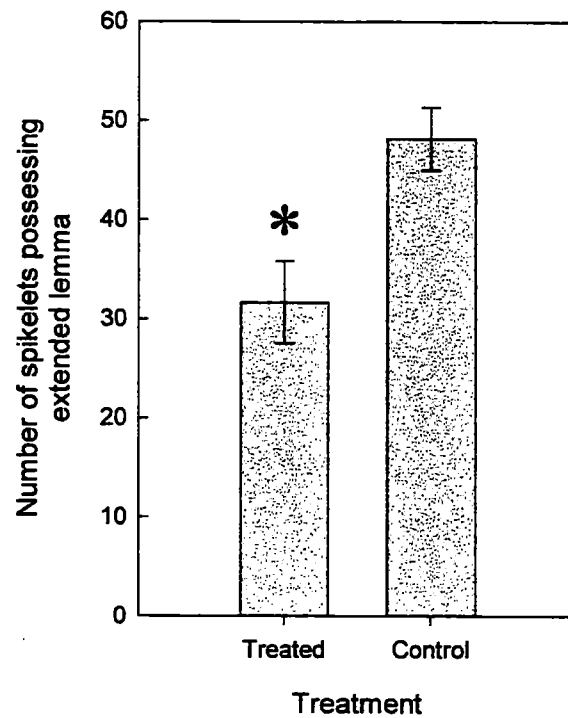 Number of spikelets possessing
extended lemma
60
50
40
30
20
10
0
*
Treated Control
Treatment